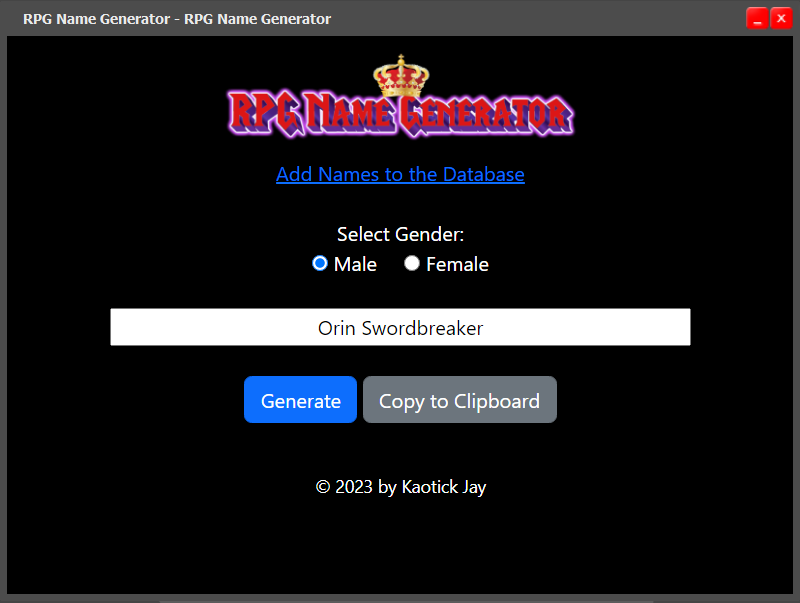 RPG Name Generator - RPG Name Generator
RPG Name Generator
Add Names to the Database
Select Gender:
Male Female
Orin Swordbreaker
Generate Copy to Clipboard
© 2023 by Kaotick Jay